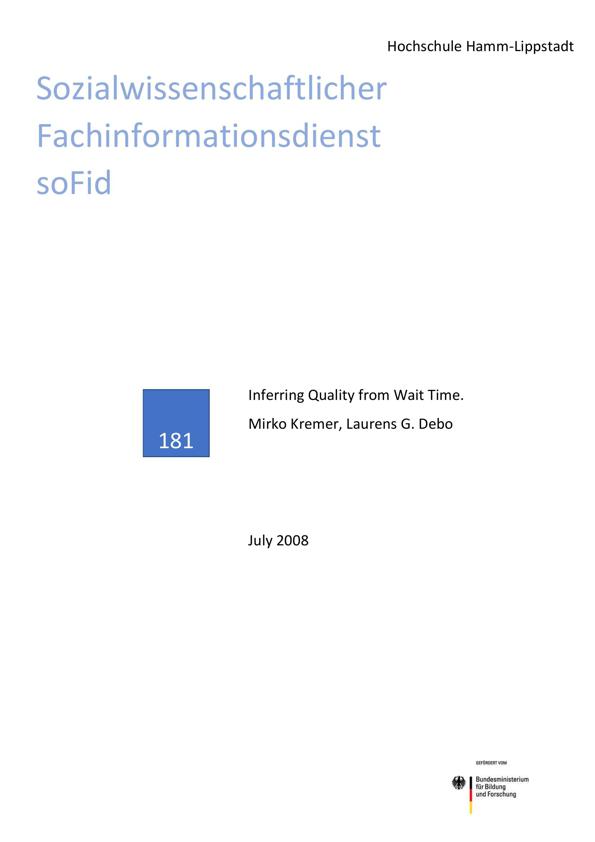 Hochschule Hamm-Lippstadt
Sozialwissenschaftlicher
Fachinformationsdienst
soFid
181
Inferring Quality from Wait Time.
Mirko Kremer, Laurens G. Debo
July 2008
GEFÖRDERT VOM
Bundesministerium
für Bildung
und Forschung